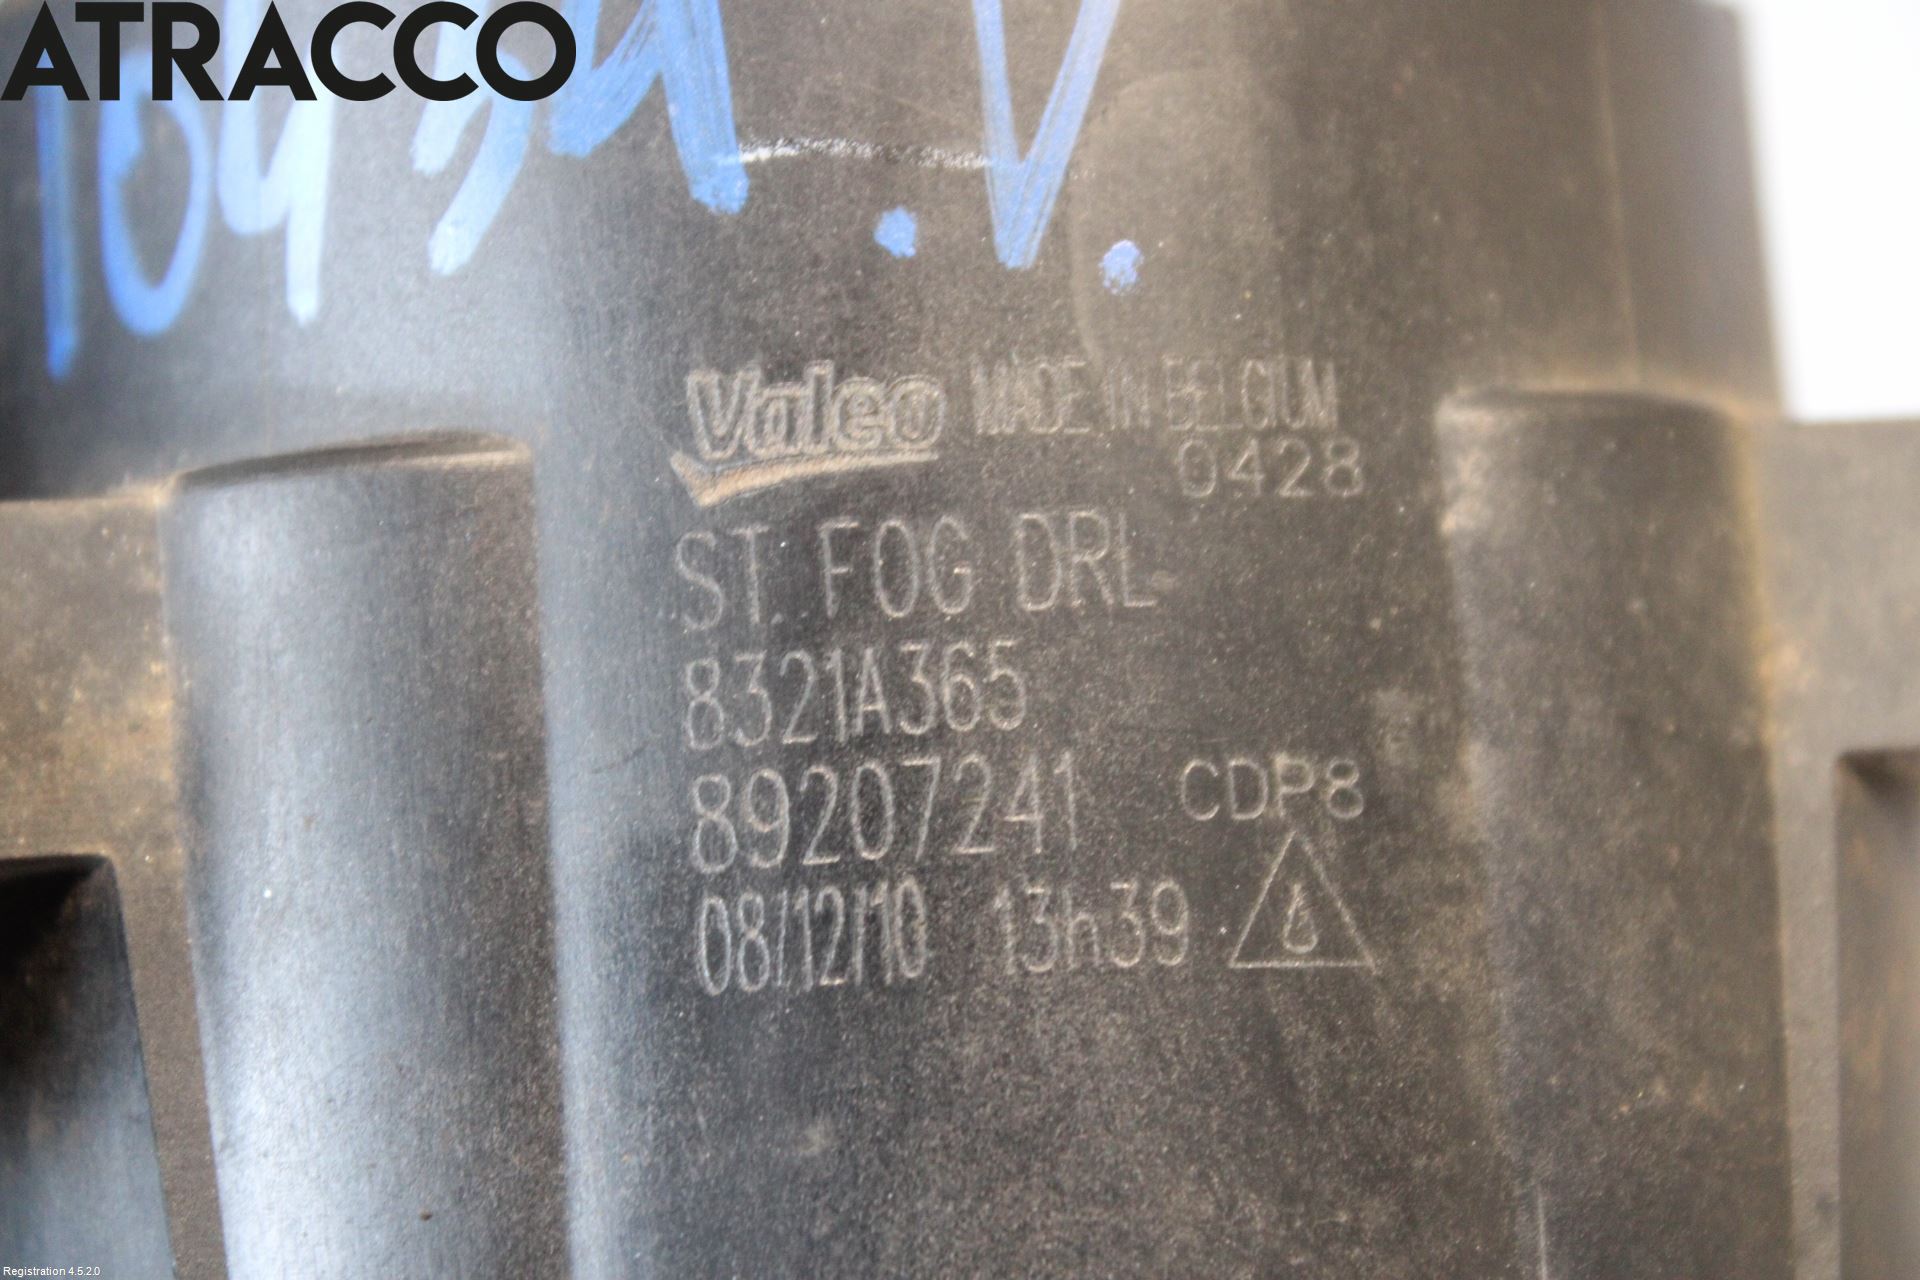 ATRACCO
Valeo MADE IN BELGIUM
0428
ST. FOG DRL
8321A365
89207241 CDP8
08/12/10 13h39
Registration 4.5.2.0